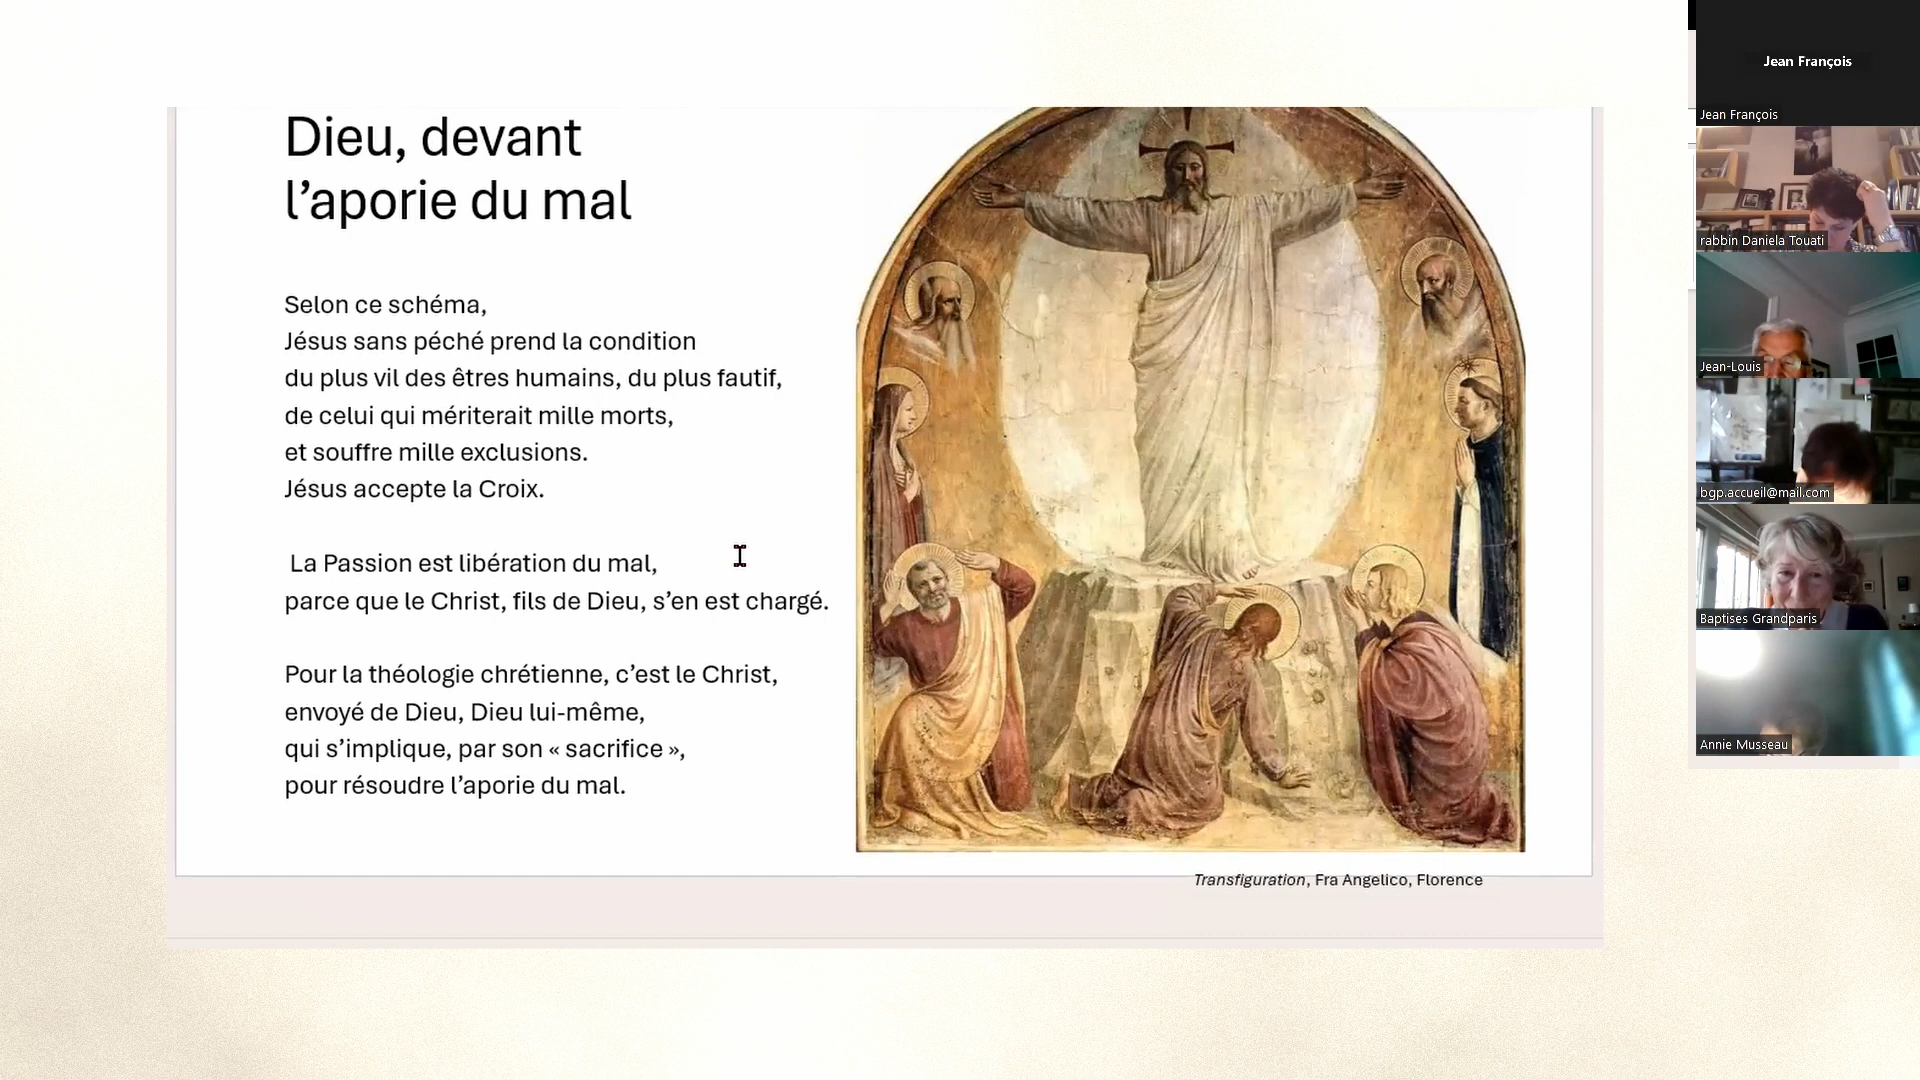 Dieu, devant
l’aporie du mal
Selon ce schéma,
Jésus sans péché prend la condition
du plus vil des êtres humains, du plus fautif,
de celui qui mériterait mille morts,
et souffre mille exclusions.
Jésus accepte la Croix.
La Passion est libération du mal,
parce que le Christ, fils de Dieu, s’en est chargé.
Pour la théologie chrétienne, c’est le Christ,
envoyé de Dieu, Dieu lui-même,
qui s’implique, par son « sacrifice »,
pour résoudre l’aporie du mal.
Transfiguration, Fra Angelico, Florence
Jean François
Jean François
rabbin Daniela Touati
Jean-Louis
bgp.accueil@mail.com
Baptises Grandparis
Annie Musseau